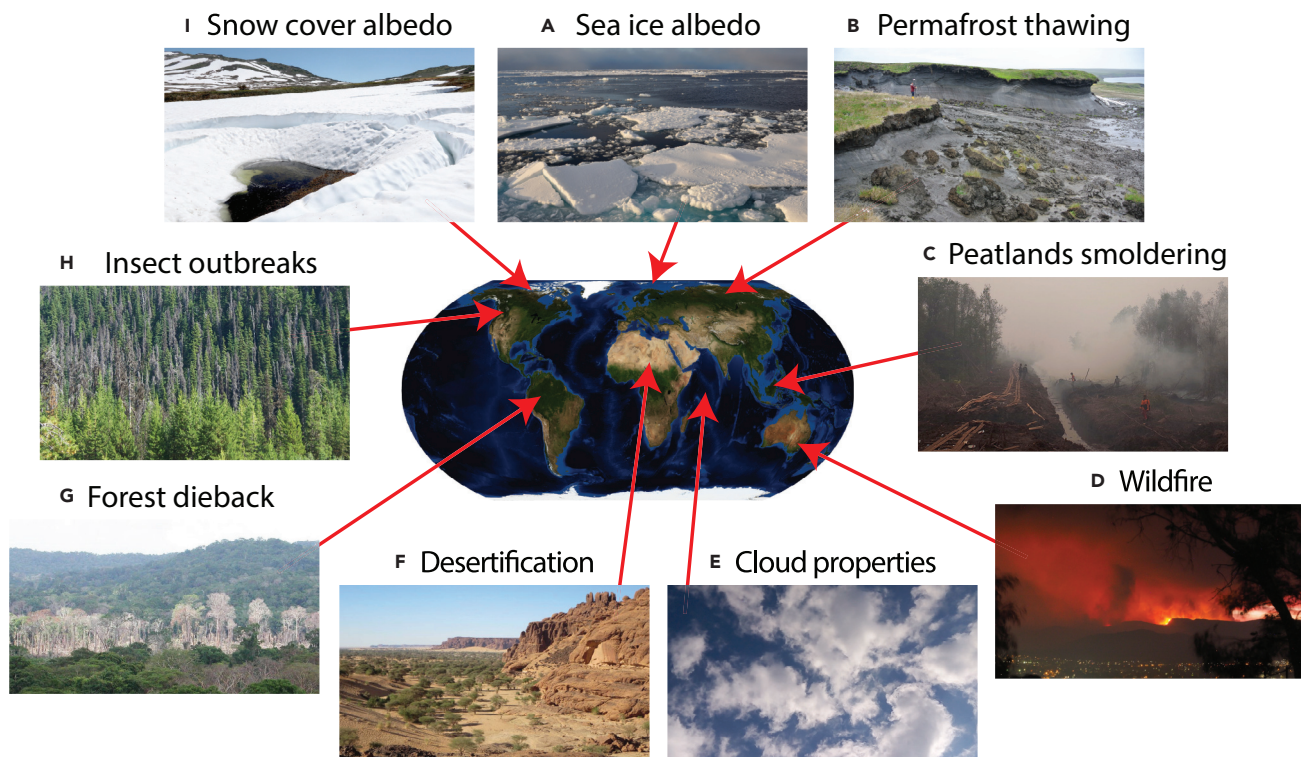 I Snow cover albedo
A Sea ice albedo
B Permafrost thawing
H Insect outbreaks
C Peatlands smoldering
G Forest dieback
D Wildfire
F Desertification
E Cloud properties